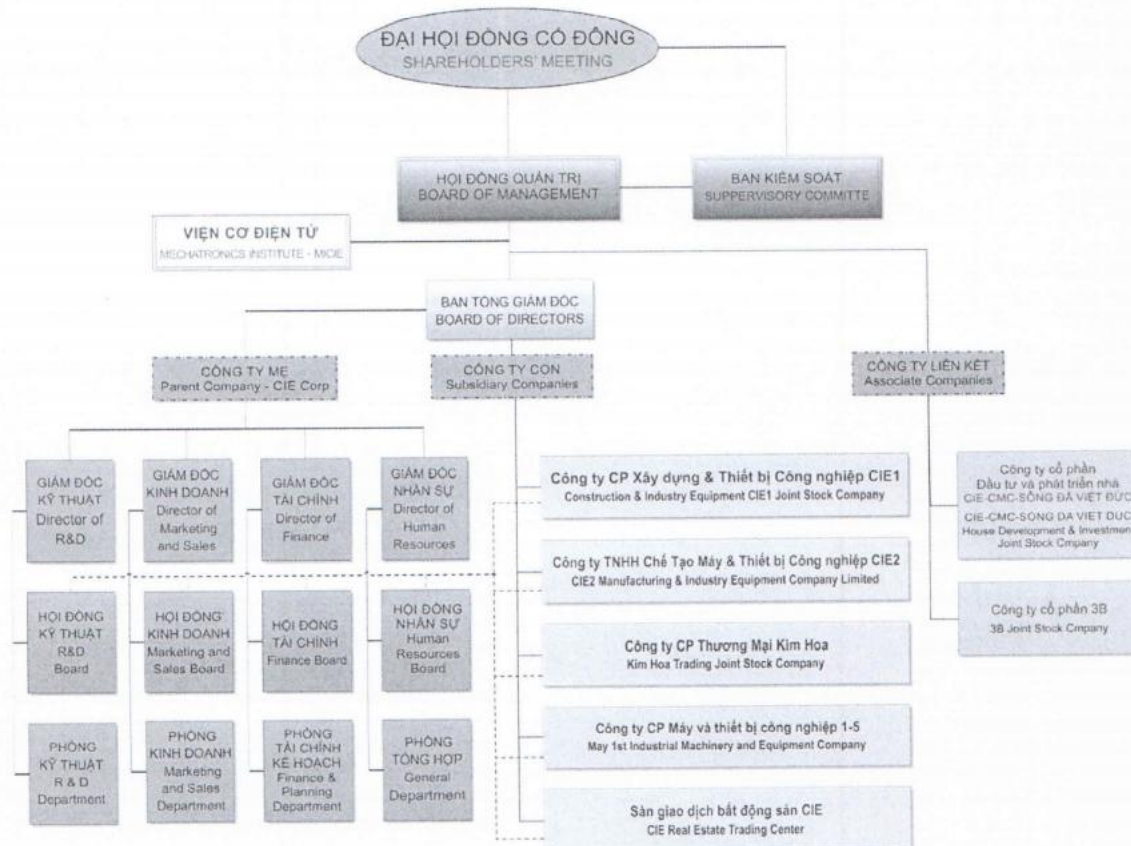 ĐẠI HỘI ĐỒNG CỔ ĐÔNG
SHAREHOLDERS' MEETING
HỘI ĐỒNG QUẢN TRỊ
BOARD OF MANAGEMENT
BAN KIỂM SOÁT
SUPPERVISORY COMMITTE
VIỆN CƠ ĐIỆN TỬ
MECHATRONICS INSTITUTE - MICIE
BAN TỔNG GIÁM ĐỐC
BOARD OF DIRECTORS
CÔNG TY MẸ
Parent Company - CIE Corp
CÔNG TY CON
Subsidiary Companies
CÔNG TY LIÊN KẾT
Associate Companies
GIÁM ĐỐC
KỸ THUẬT
Director of
R&D
GIÁM ĐỐC
KINH DOANH
Director of
Marketing
and Sales
GIÁM ĐỐC
TÀI CHÍNH
Director of
Finance
GIÁM ĐỐC
NHÂN SỰ
Director of
Human
Resources
HỘI ĐỒNG
KỸ THUẬT
R&D
Board
HỘI ĐỒNG
KINH DOANH
Marketing and
Sales Board
HỘI ĐỒNG
TÀI CHÍNH
Finance Board
HỘI ĐỒNG
NHÂN SỰ
Human
Resources
Board
PHÒNG
KỸ THUẬT
R & D
Department
PHÒNG
KINH DOANH
Marketing
and Sales
Department
PHÒNG
TÀI CHÍNH
KẾ HOẠCH
Finance &
Planning
Department
PHÒNG
TỔNG HỢP
General
Department
Công ty CP Xây dựng & Thiết bị Công nghiệp CIE1
Construction & Industry Equipment CIE1 Joint Stock Company
Công ty TNHH Chế Tạo Máy & Thiết bị Công nghiệp CIE2
CIE2 Manufacturing & Industry Equipment Company Limited
Công ty CP Thương Mại Kim Hoa
Kim Hoa Trading Joint Stock Company
Công ty CP Máy và thiết bị công nghiệp 1-5
May 1st Industrial Machinery and Equipment Company
Sàn giao dịch bất động sản CIE
CIE Real Estate Trading Center
Công ty cổ phần
Đầu tư và phát triển nhà
CIE-CMC-SÔNG ĐÀ VIỆT ĐỨC
CIE-CMC-SONG DA VIET DUC
House Development & Investment
Joint Stock Cmpany
Công ty cổ phần 3B
3B Joint Stock Cmpany